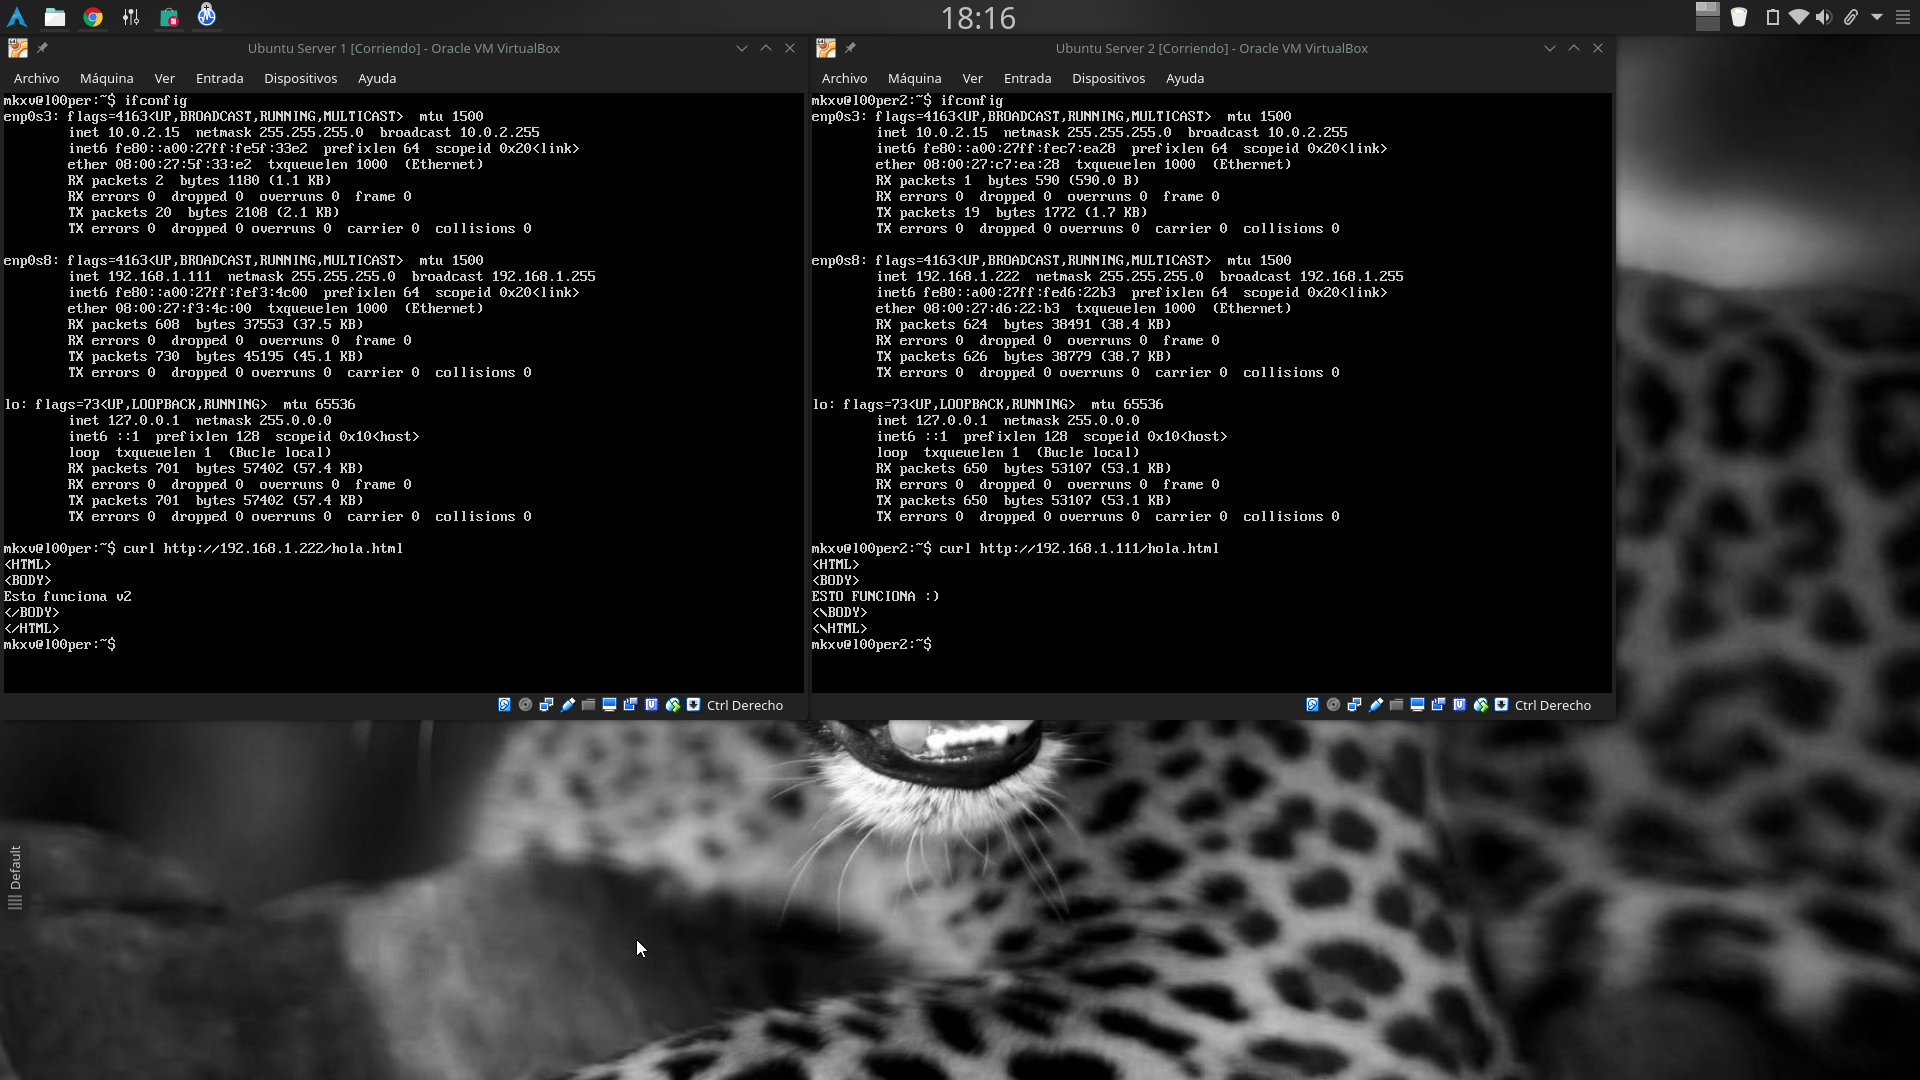 18:16
Ubuntu Server 1 [Corriendo] - Oracle VM VirtualBox
Archivo Máquina Ver Entrada Dispositivos Ayuda
mkxv@l00per:~$ ifconfig
enp0s3: flags=4163<UP,BROADCAST,RUNNING,MULTICAST>  mtu 1500
        inet 10.0.2.15  netmask 255.255.255.0  broadcast 10.0.2.255
        inet6 fe80::a00:27ff:fe5f:33e2  prefixlen 64  scopeid 0x20<link>
        ether 08:00:27:5f:33:e2  txqueuelen 1000  (Ethernet)
        RX packets 2  bytes 1180 (1.1 KB)
        RX errors 0  dropped 0  overruns 0  frame 0
        TX packets 20  bytes 2108 (2.1 KB)
        TX errors 0  dropped 0 overruns 0  carrier 0  collisions 0
enp0s8: flags=4163<UP,BROADCAST,RUNNING,MULTICAST>  mtu 1500
        inet 192.168.1.111  netmask 255.255.255.0  broadcast 192.168.1.255
        inet6 fe80::a00:27ff:fef3:4c00  prefixlen 64  scopeid 0x20<link>
        ether 08:00:27:f3:4c:00  txqueuelen 1000  (Ethernet)
        RX packets 608  bytes 37553 (37.5 KB)
        RX errors 0  dropped 0  overruns 0  frame 0
        TX packets 730  bytes 45195 (45.1 KB)
        TX errors 0  dropped 0 overruns 0  carrier 0  collisions 0
lo: flags=73<UP,LOOPBACK,RUNNING>  mtu 65536
        inet 127.0.0.1  netmask 255.0.0.0
        inet6 ::1  prefixlen 128  scopeid 0x10<host>
        loop  txqueuelen 1  (Bucle local)
        RX packets 701  bytes 57402 (57.4 KB)
        RX errors 0  dropped 0  overruns 0  frame 0
        TX packets 701  bytes 57402 (57.4 KB)
        TX errors 0  dropped 0 overruns 0  carrier 0  collisions 0
mkxv@l00per:~$ curl http://192.168.1.222/hola.html
<HTML>
<BODY>
Esto funciona v2
</BODY>
</HTML>
mkxv@l00per:~$
Ctrl Derecho
Ubuntu Server 2 [Corriendo] - Oracle VM VirtualBox
Archivo Máquina Ver Entrada Dispositivos Ayuda
mkxv@l00per2:~$ ifconfig
enp0s3: flags=4163<UP,BROADCAST,RUNNING,MULTICAST>  mtu 1500
        inet 10.0.2.15  netmask 255.255.255.0  broadcast 10.0.2.255
        inet6 fe80::a00:27ff:fec7:ea28  prefixlen 64  scopeid 0x20<link>
        ether 08:00:27:c7:ea:28  txqueuelen 1000  (Ethernet)
        RX packets 1  bytes 590 (590.0 B)
        RX errors 0  dropped 0  overruns 0  frame 0
        TX packets 19  bytes 1772 (1.7 KB)
        TX errors 0  dropped 0 overruns 0  carrier 0  collisions 0
enp0s8: flags=4163<UP,BROADCAST,RUNNING,MULTICAST>  mtu 1500
        inet 192.168.1.222  netmask 255.255.255.0  broadcast 192.168.1.255
        inet6 fe80::a00:27ff:fed6:22b3  prefixlen 64  scopeid 0x20<link>
        ether 08:00:27:d6:22:b3  txqueuelen 1000  (Ethernet)
        RX packets 624  bytes 38491 (38.4 KB)
        RX errors 0  dropped 0  overruns 0  frame 0
        TX packets 626  bytes 38779 (38.7 KB)
        TX errors 0  dropped 0 overruns 0  carrier 0  collisions 0
lo: flags=73<UP,LOOPBACK,RUNNING>  mtu 65536
        inet 127.0.0.1  netmask 255.0.0.0
        inet6 ::1  prefixlen 128  scopeid 0x10<host>
        loop  txqueuelen 1  (Bucle local)
        RX packets 650  bytes 53107 (53.1 KB)
        RX errors 0  dropped 0  overruns 0  frame 0
        TX packets 650  bytes 53107 (53.1 KB)
        TX errors 0  dropped 0 overruns 0  carrier 0  collisions 0
mkxv@l00per2:~$ curl http://192.168.1.111/hola.html
<HTML>
<BODY>
ESTO FUNCIONA :)
<\BODY>
<\HTML>
mkxv@l00per2:~$
Ctrl Derecho
Default